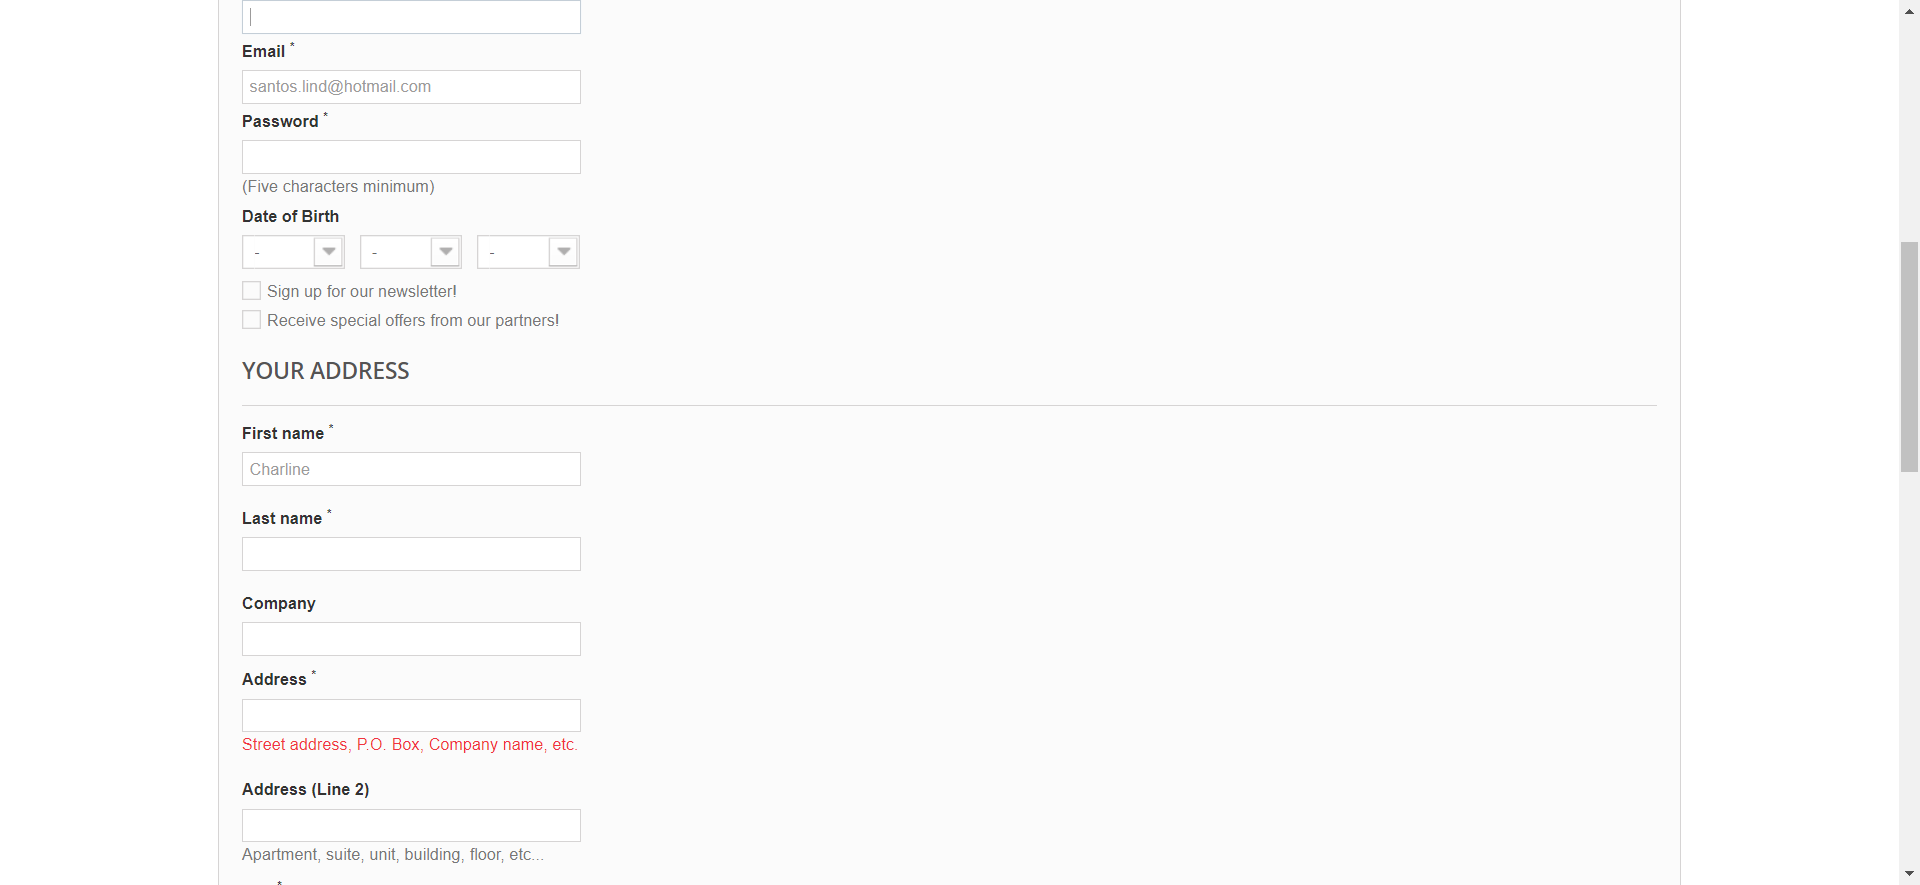 Email *
santos.lind@hotmail.com
Password *
(Five characters minimum)
Date of Birth
- - -
Sign up for our newsletter!
Receive special offers from our partners!
YOUR ADDRESS
First name *
Charline
Last name *
Company
Address *
Street address, P.O. Box, Company name, etc.
Address (Line 2)
Apartment, suite, unit, building, floor, etc...
*